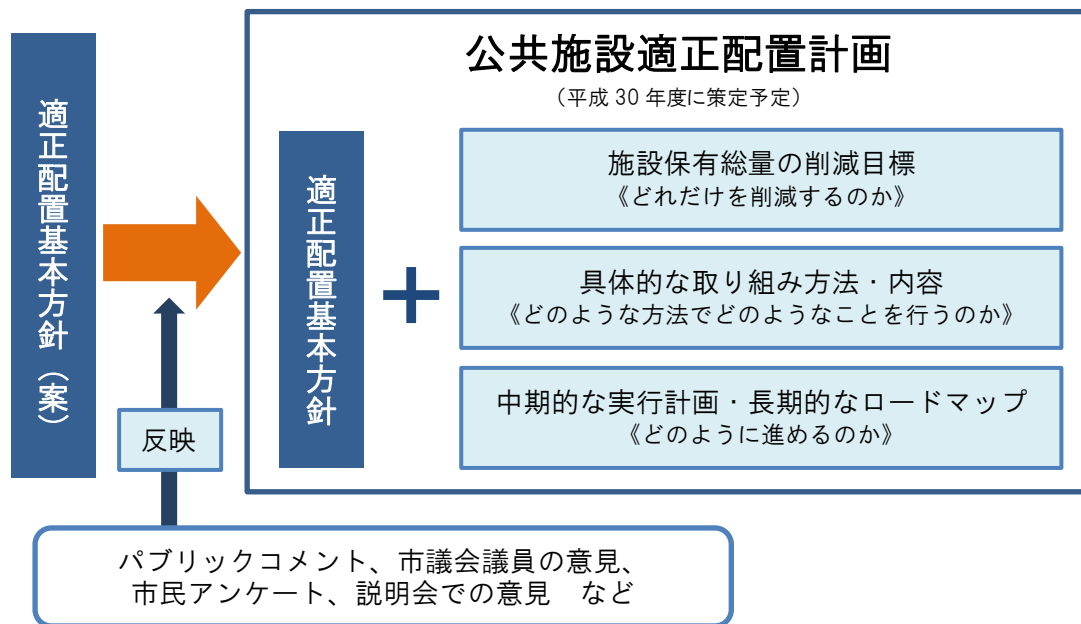 適正配置基本方針（案）
公共施設適正配置計画
（平成 30 年度に策定予定）
適正配置基本方針
+
施設保有総量の削減目標
《どれだけを削減するのか》
具体的な取り組み方法・内容
《どのような方法でどのようなことを行うのか》
中期的な実行計画・長期的なロードマップ
《どのように進めるのか》
反映
パブリックコメント、市議会議員の意見、
市民アンケート、説明会での意見　など